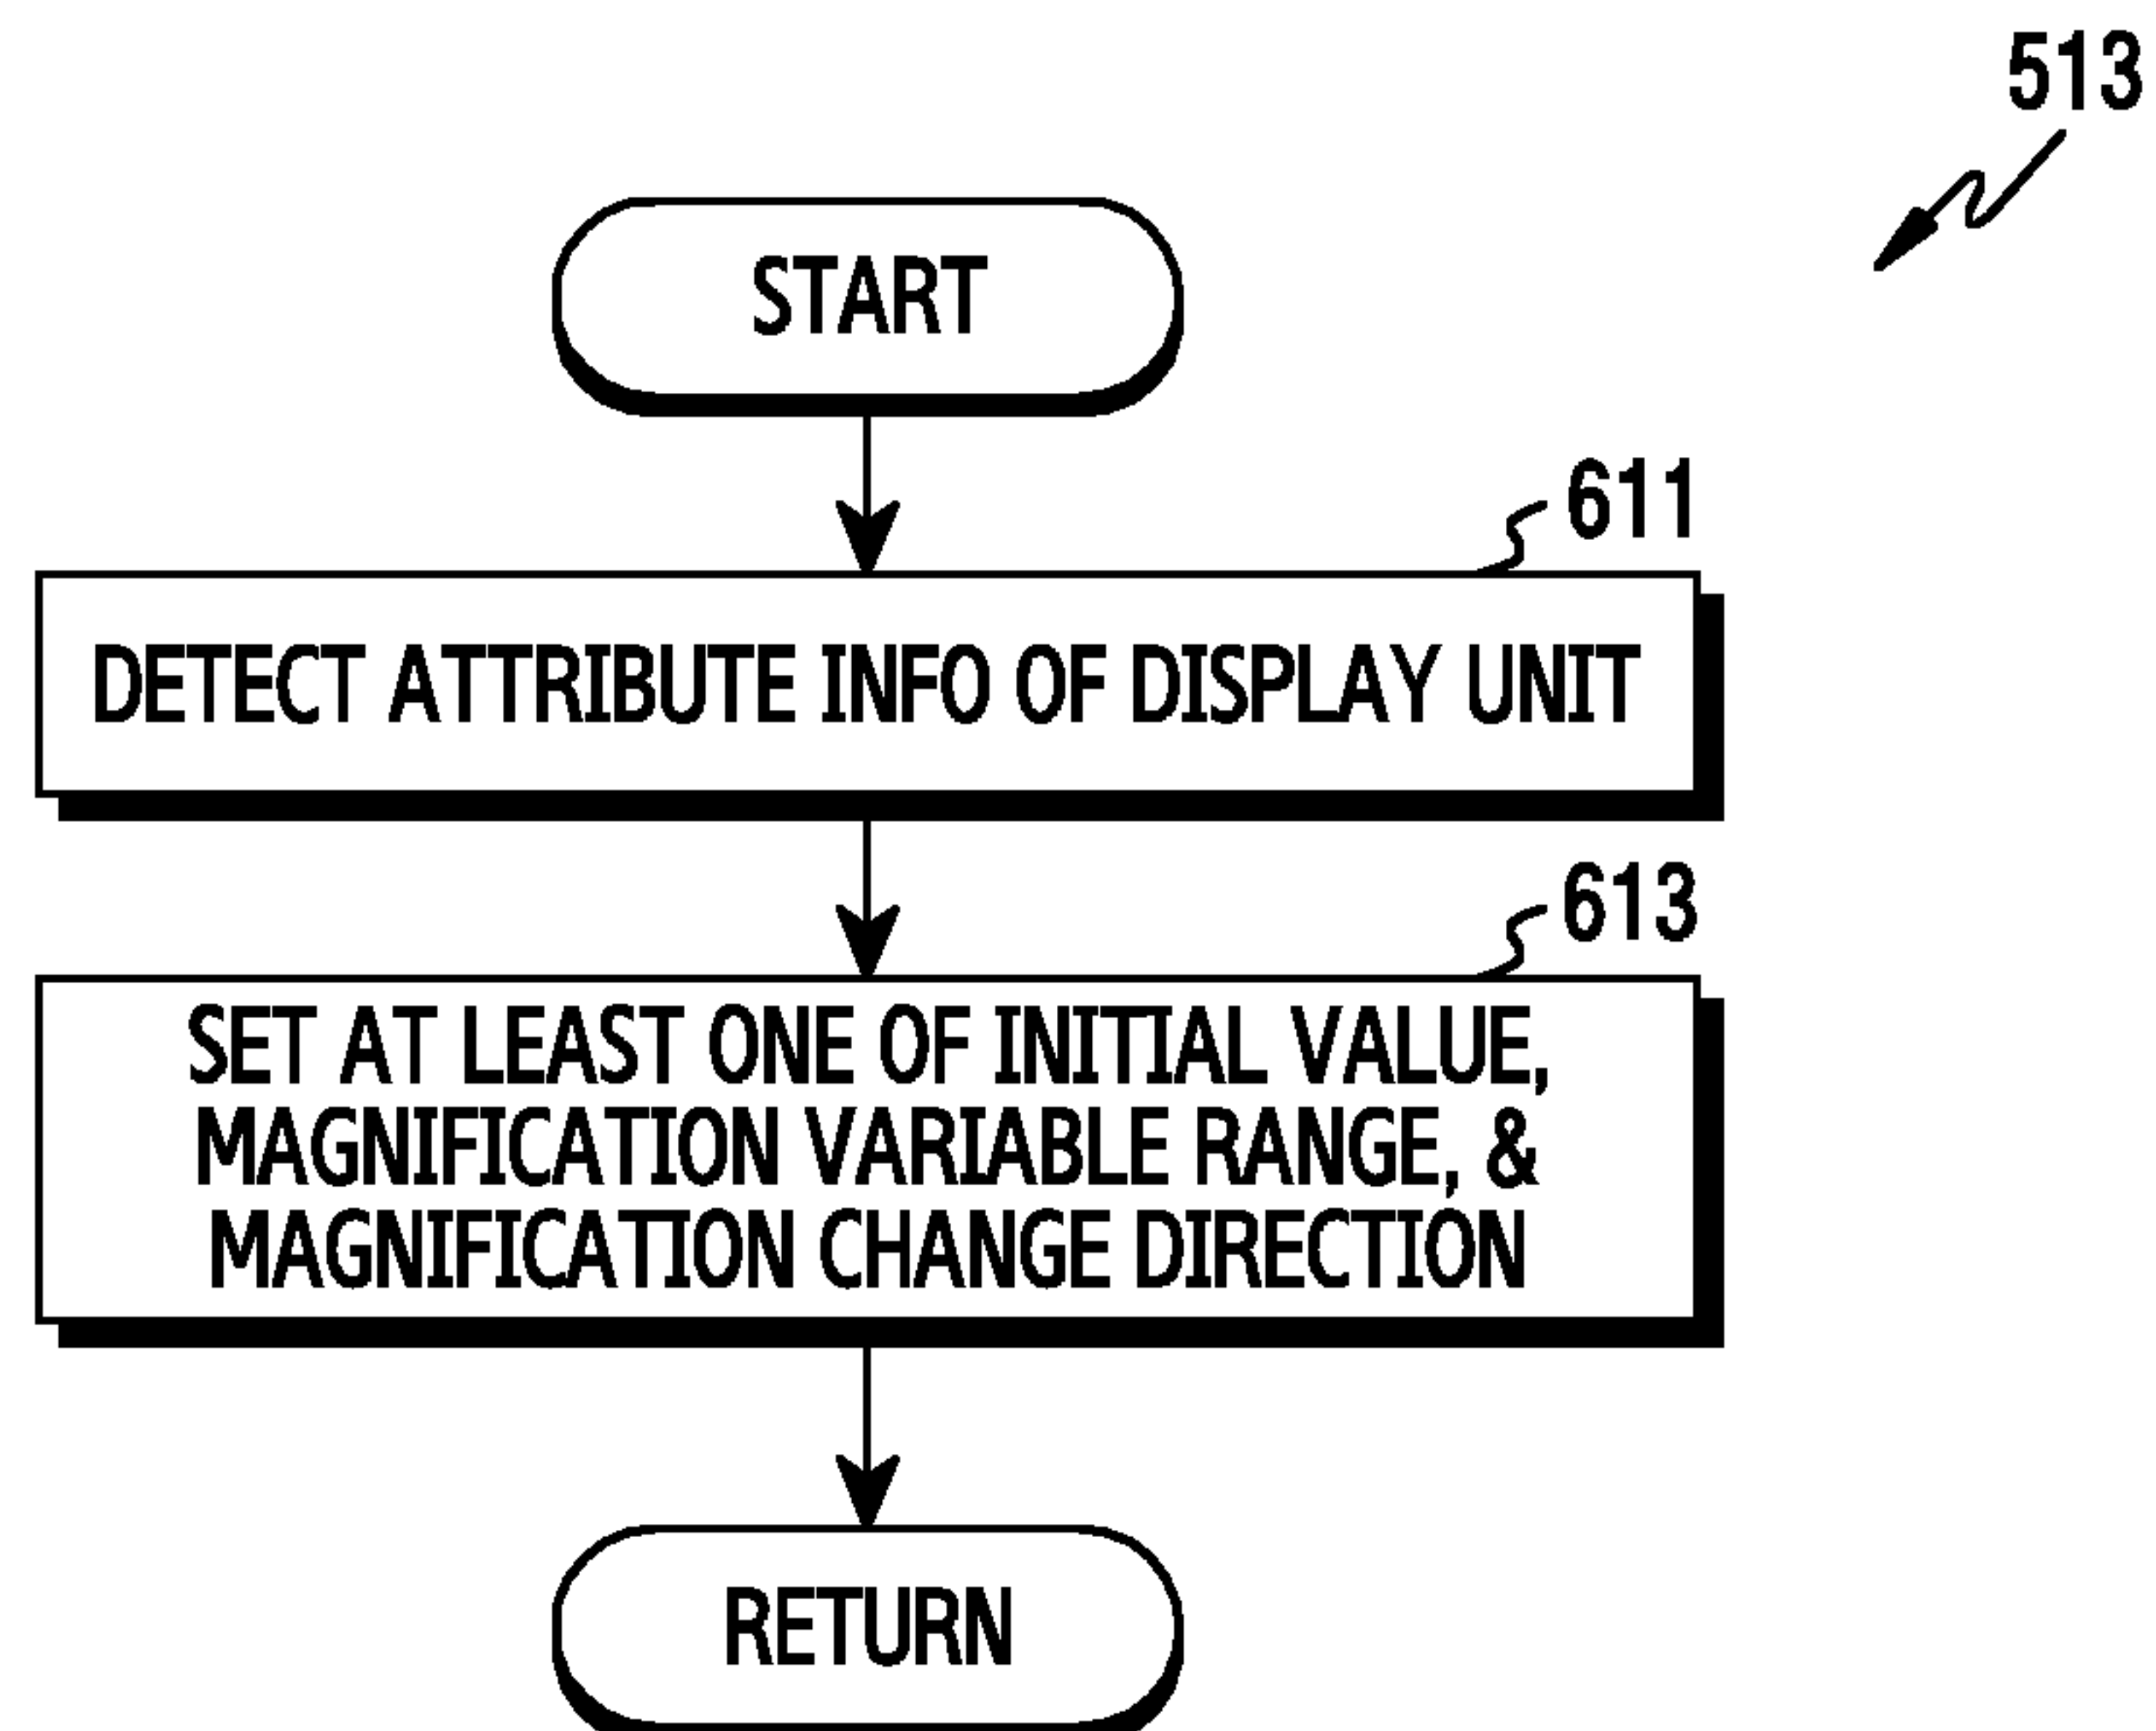 513
START
611
DETECT ATTRIBUTE INFO OF DISPLAY UNIT
613
SET AT LEAST ONE OF INITIAL VALUE,
MAGNIFICATION VARIABLE RANGE, &
MAGNIFICATION CHANGE DIRECTION
RETURN